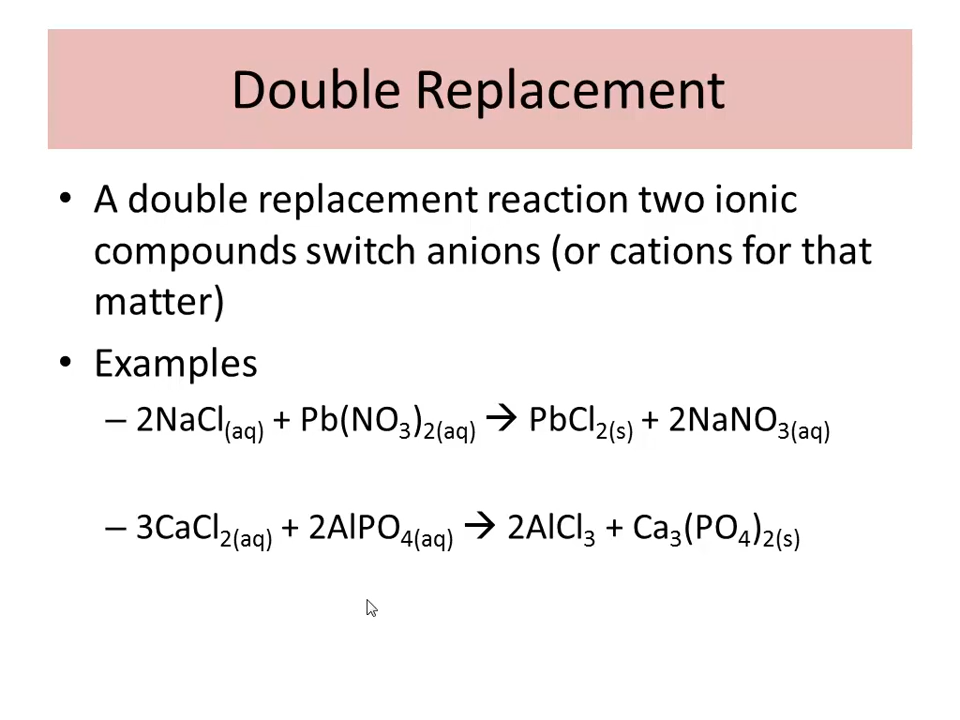 Double Replacement
• A double replacement reaction two ionic
compounds switch anions (or cations for that
matter)
• Examples
– 2NaCl(aq) + Pb(NO3)2(aq) → PbCl2(s) + 2NaNO3(aq)
– 3CaCl2(aq) + 2AlPO4(aq) → 2AlCl3 + Ca3(PO4)2(s)